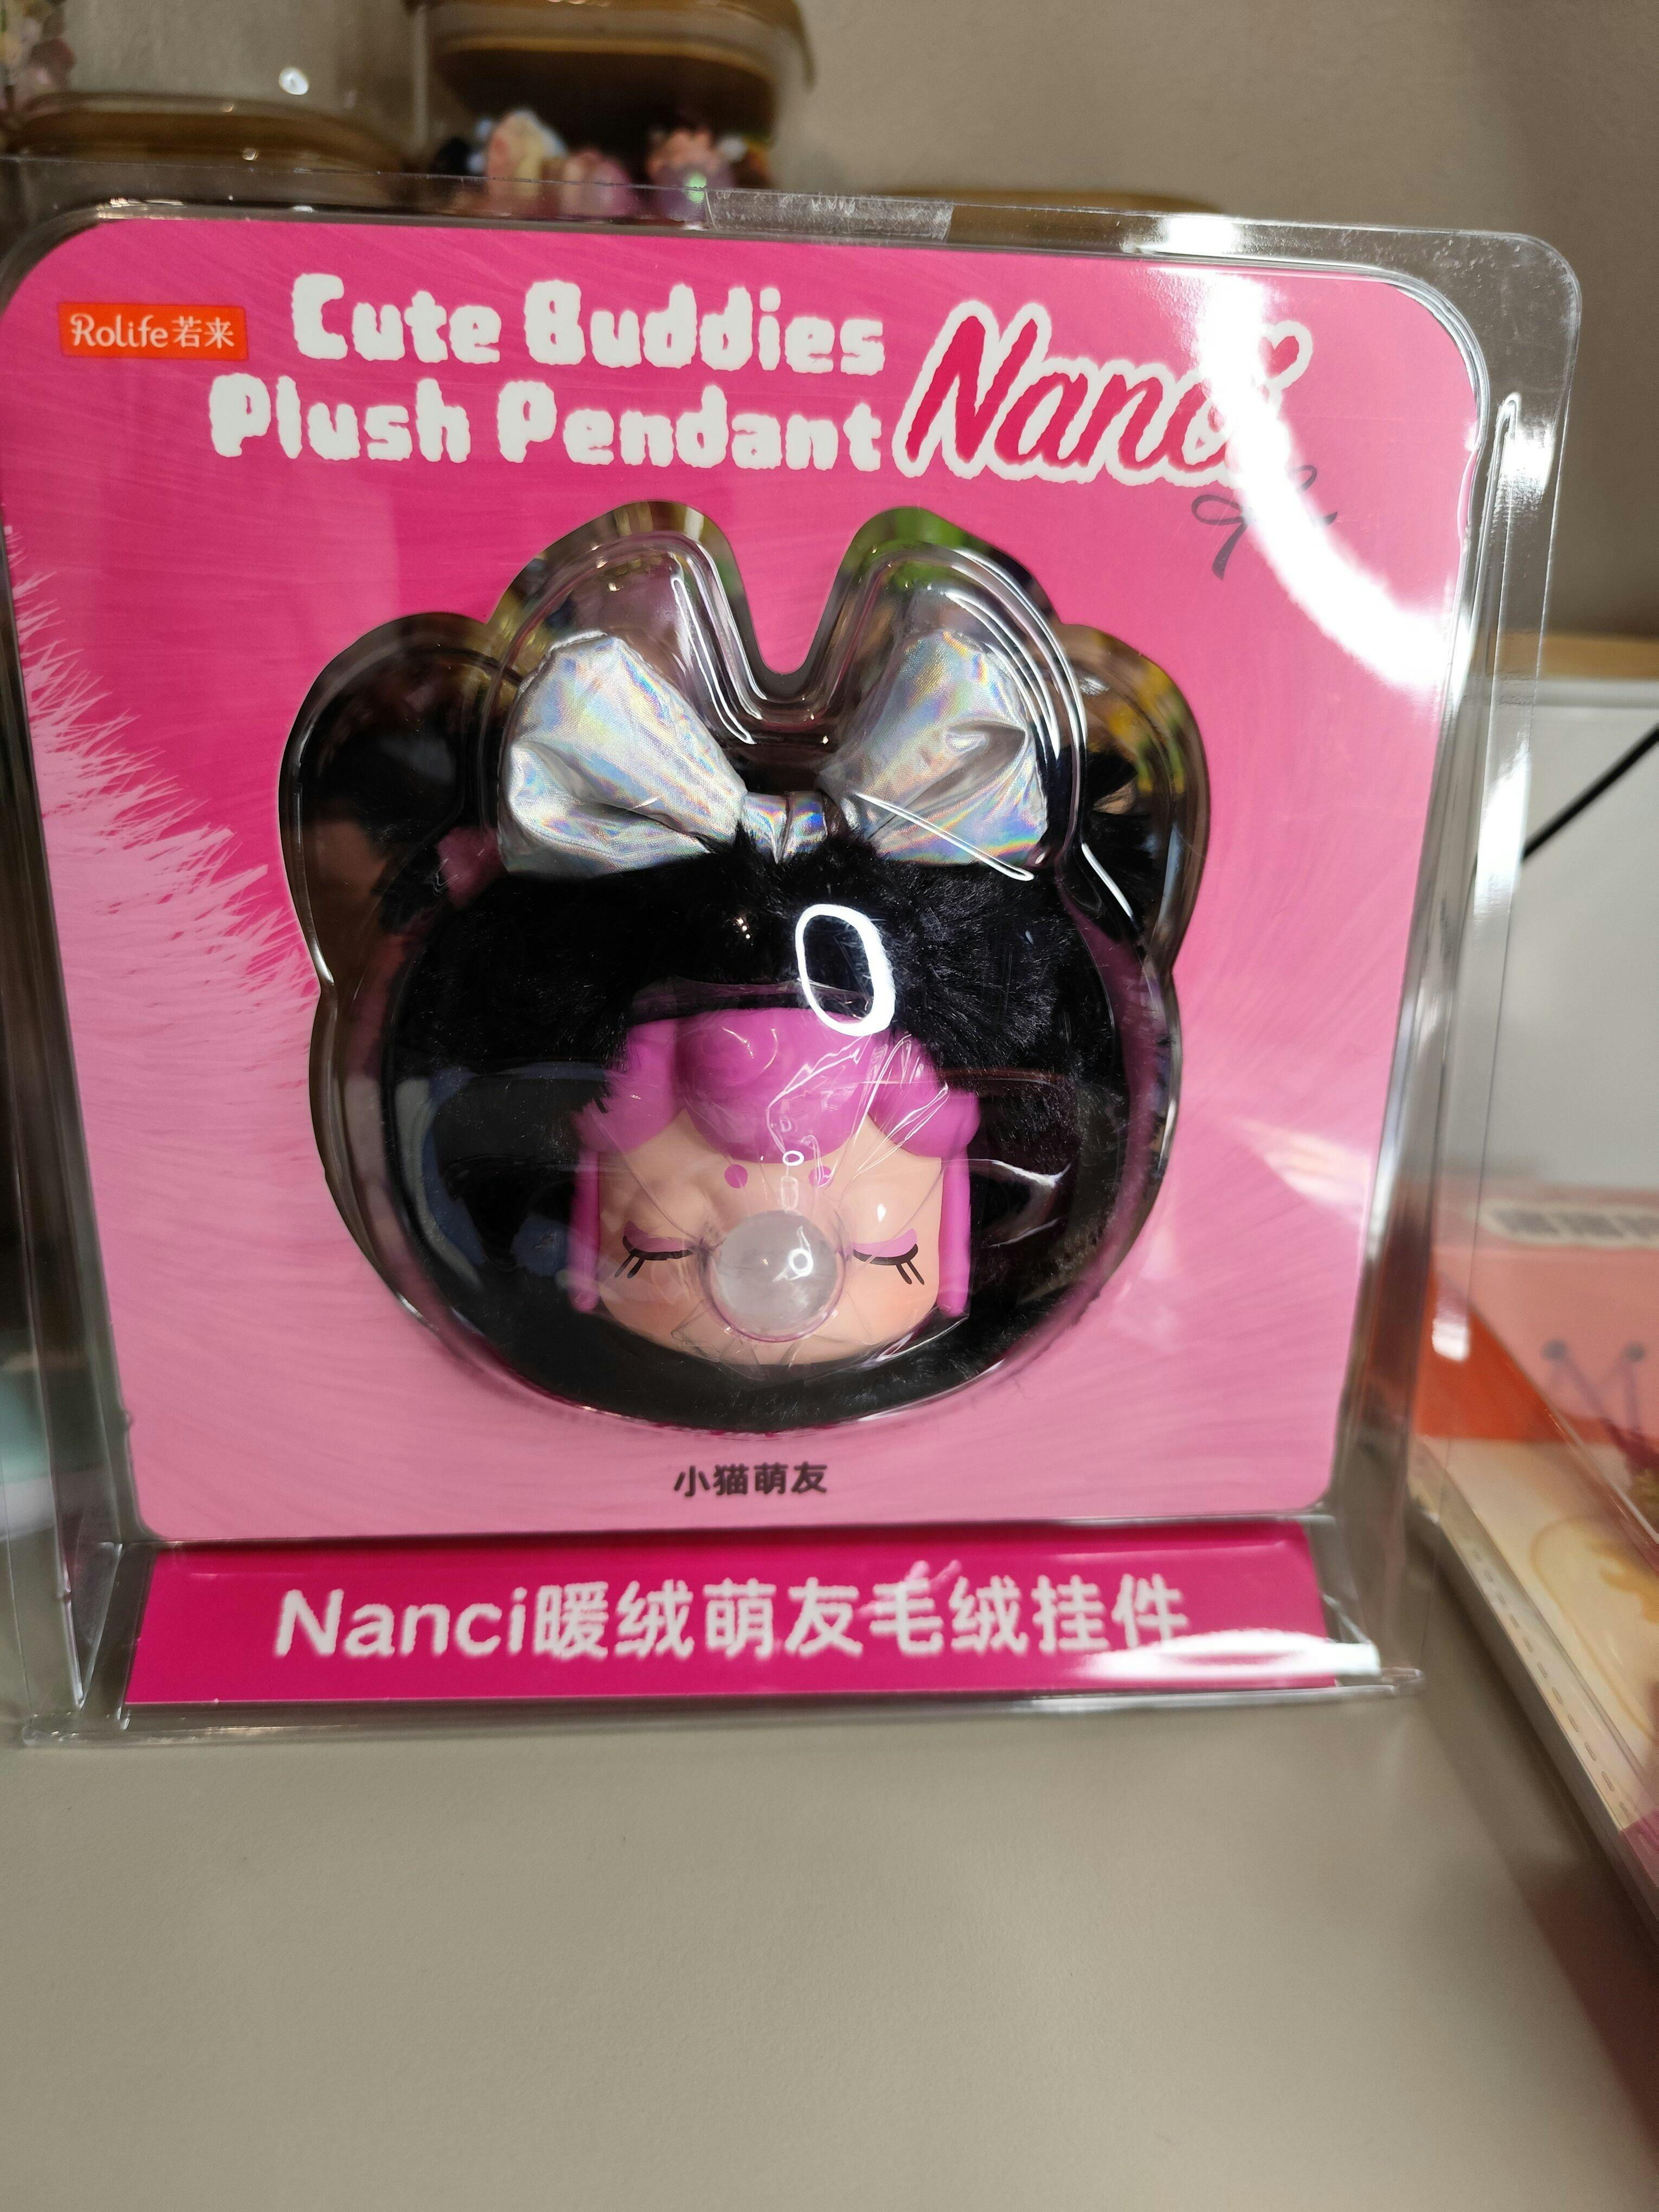 Rolife若来
Cute Buddies
Plush Pendant
Nanci
小猫萌友
Nanci暖绒萌友毛绒挂件